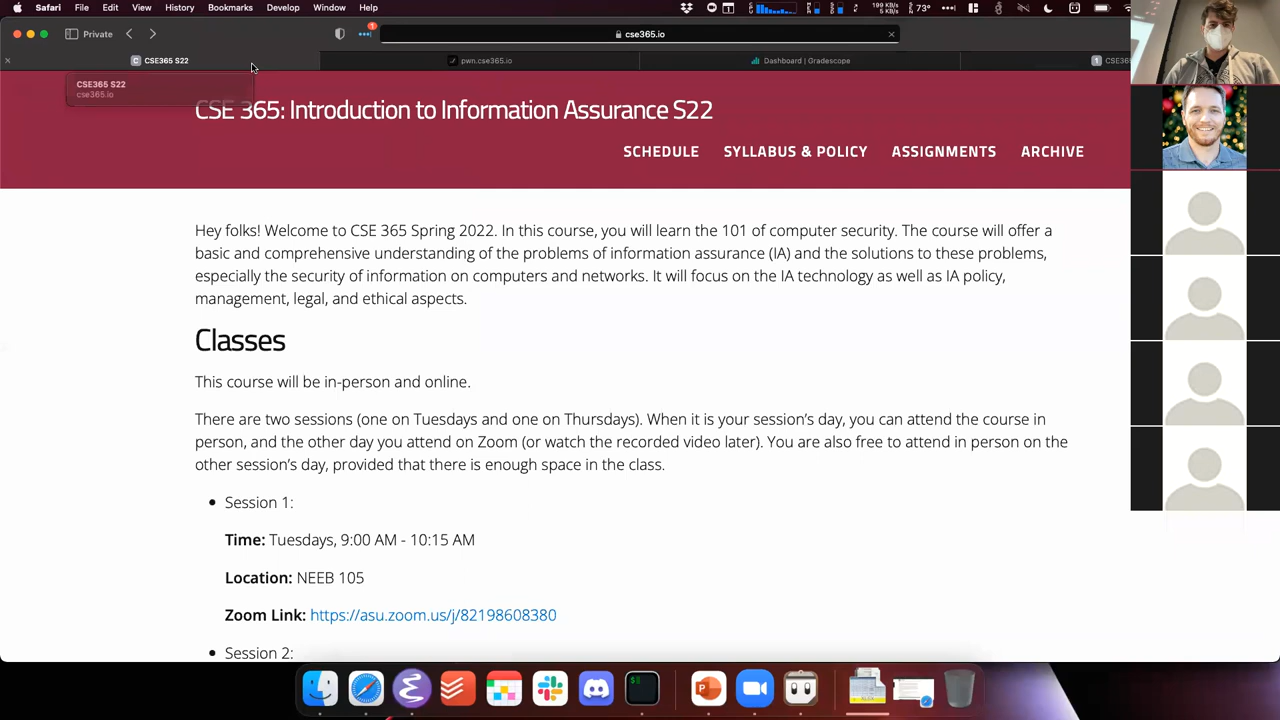 Safari File Edit View History Bookmarks Develop Window Help
199 KB/s
5 KB/s
73°
Private
1
cse365.io
CSE365 S22
pwn.cse365.io
Dashboard | Gradescope
1 CSE36
CSE365 S22
cse365.io
CSE 365: Introduction to Information Assurance S22
SCHEDULE SYLLABUS & POLICY ASSIGNMENTS ARCHIVE
Hey folks! Welcome to CSE 365 Spring 2022. In this course, you will learn the 101 of computer security. The course will offer a
basic and comprehensive understanding of the problems of information assurance (IA) and the solutions to these problems,
especially the security of information on computers and networks. It will focus on the IA technology as well as IA policy,
management, legal, and ethical aspects.
Classes
This course will be in-person and online.
There are two sessions (one on Tuesdays and one on Thursdays). When it is your session's day, you can attend the course in
person, and the other day you attend on Zoom (or watch the recorded video later). You are also free to attend in person on the
other session's day, provided that there is enough space in the class.
Session 1:
Time: Tuesdays, 9:00 AM - 10:15 AM
Location: NEEB 105
Zoom Link: https://asu.zoom.us/j/82198608380
Session 2: